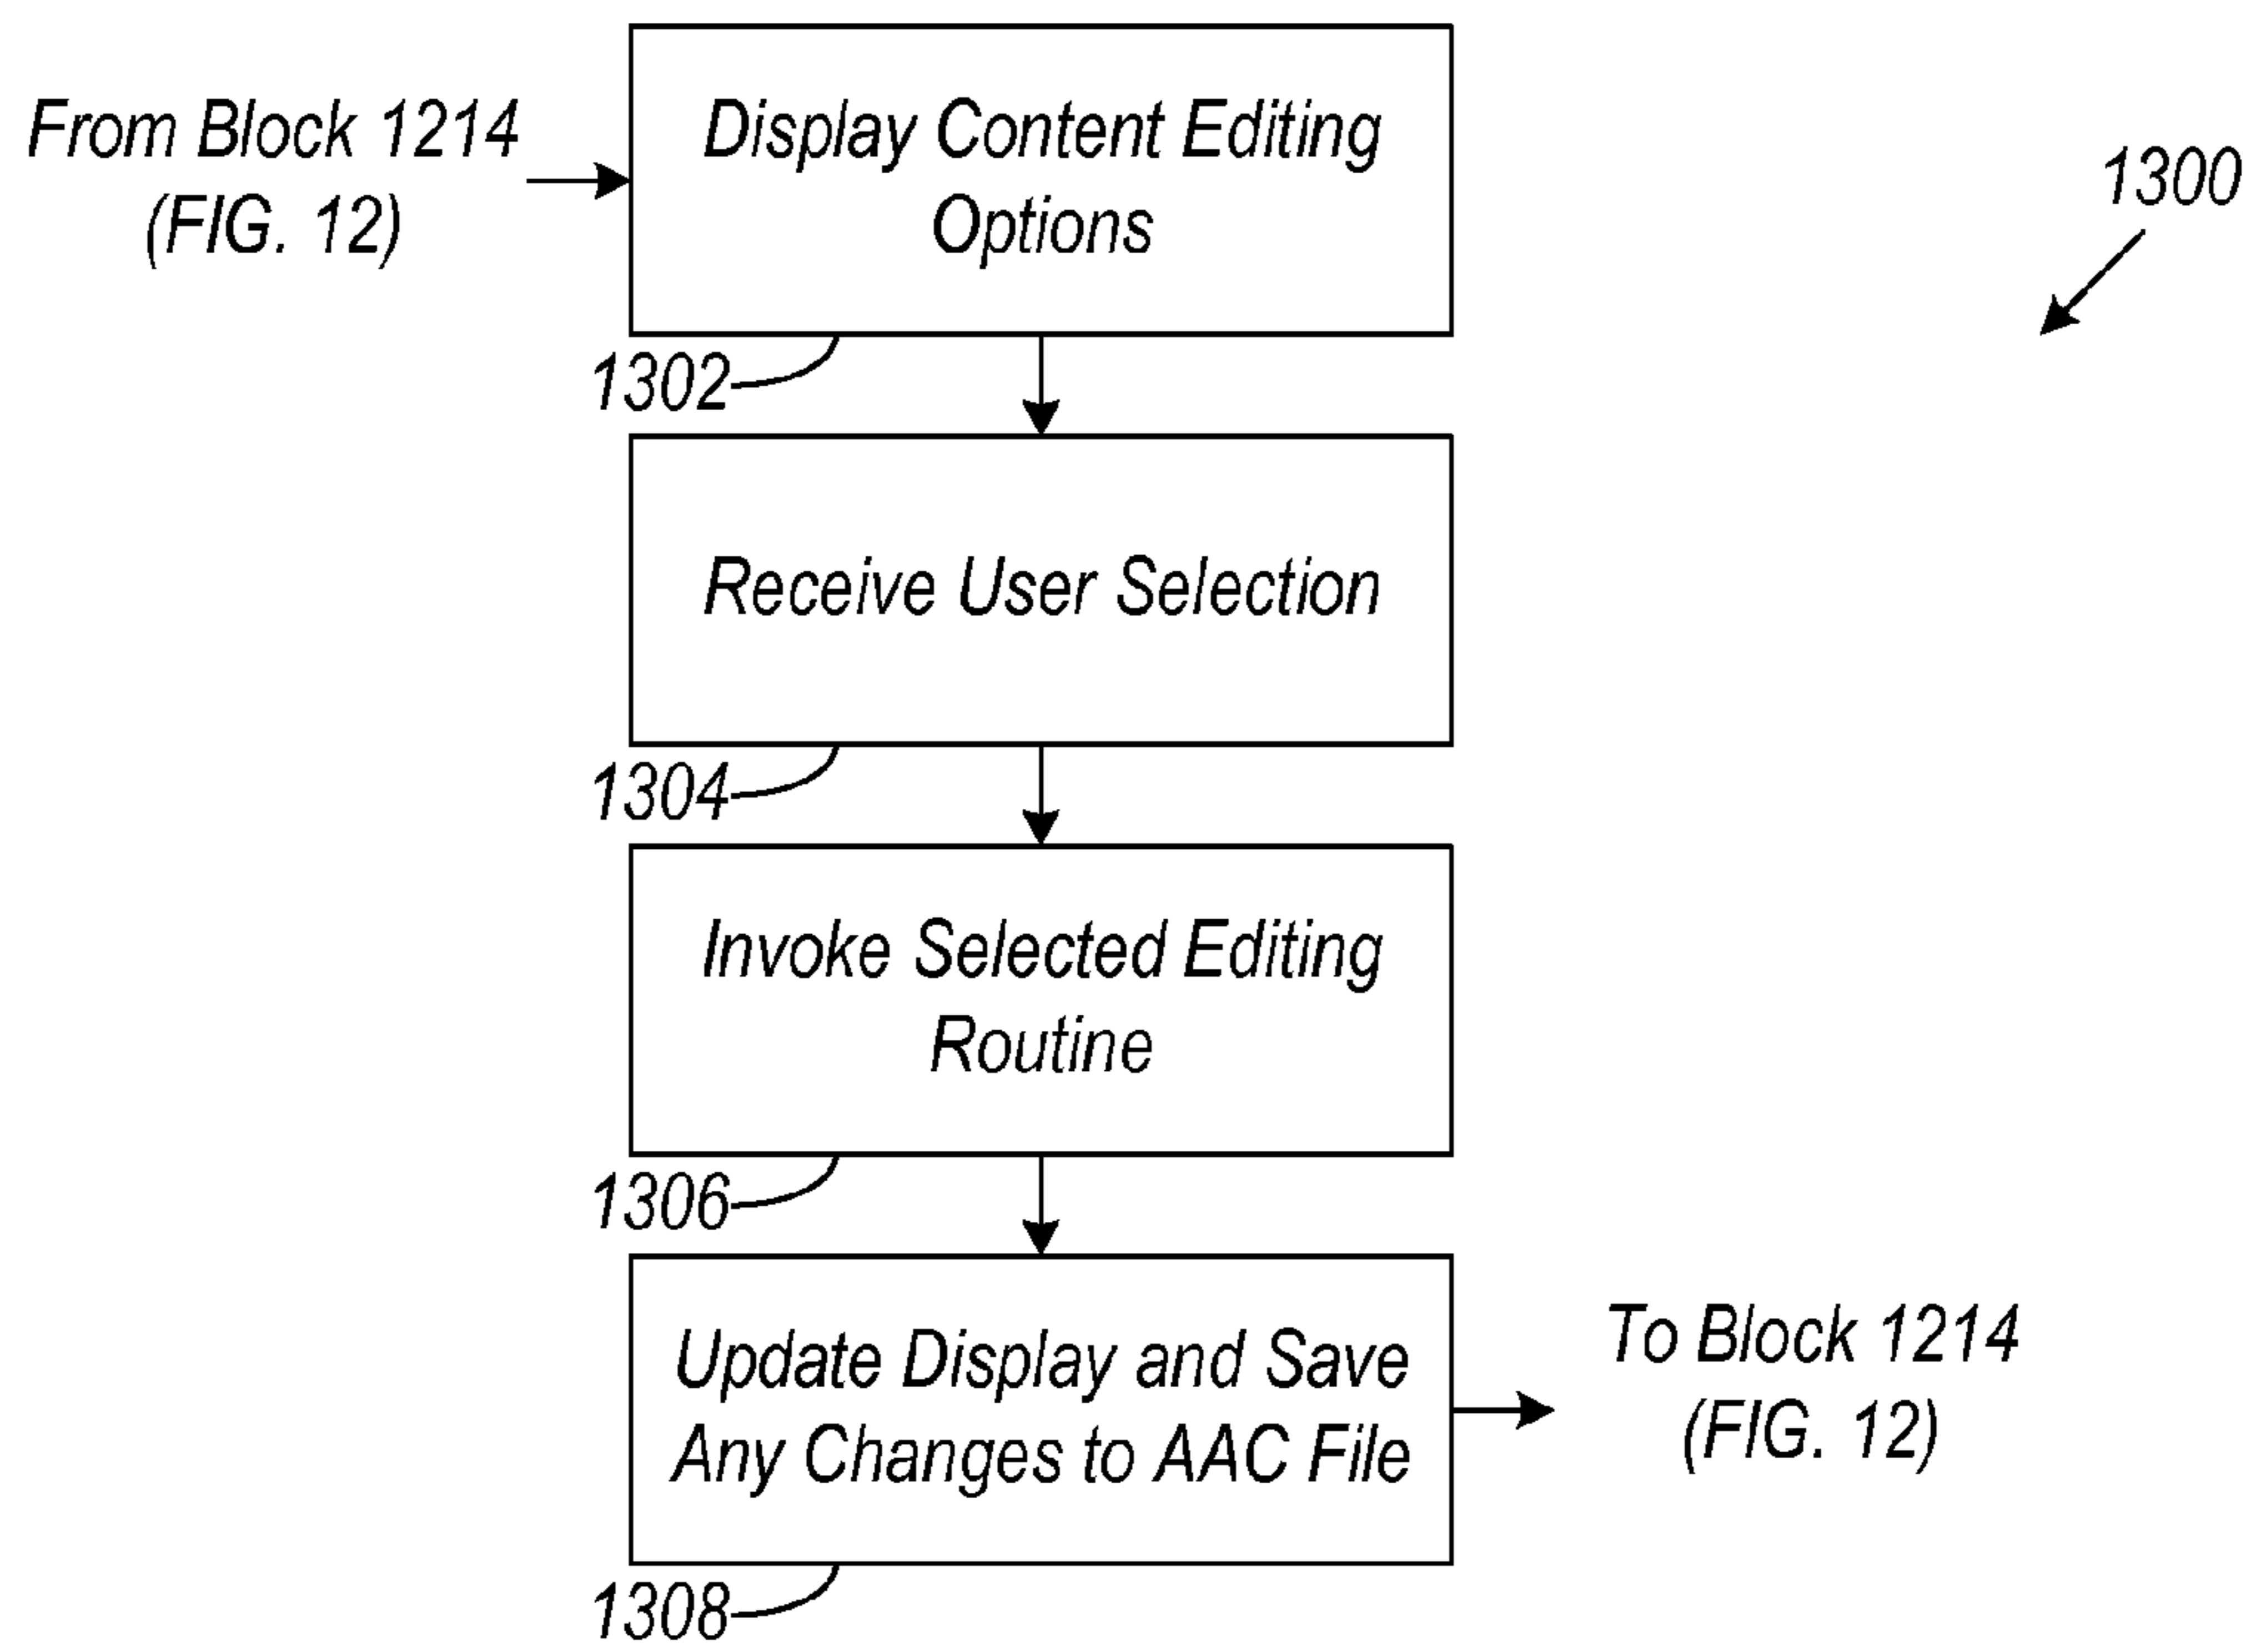 From Block 1214
(FIG. 12)
Display Content Editing
Options
1300
1302
Receive User Selection
1304
Invoke Selected Editing
Routine
1306
Update Display and Save
Any Changes to AAC File
To Block 1214
(FIG. 12)
1308